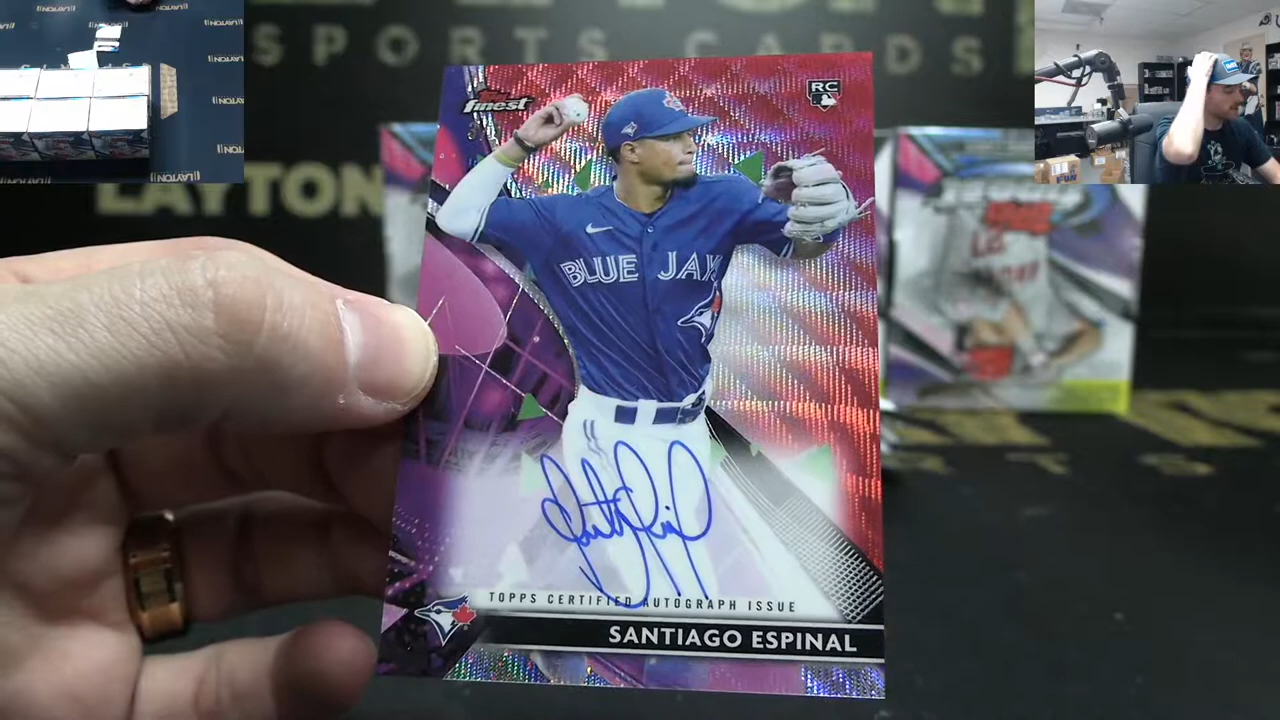 SPORTS CARDS
LAYTON
finest
RC
BLUE JAYS
TOPPS CERTIFIED AUTOGRAPH ISSUE
SANTIAGO ESPINAL